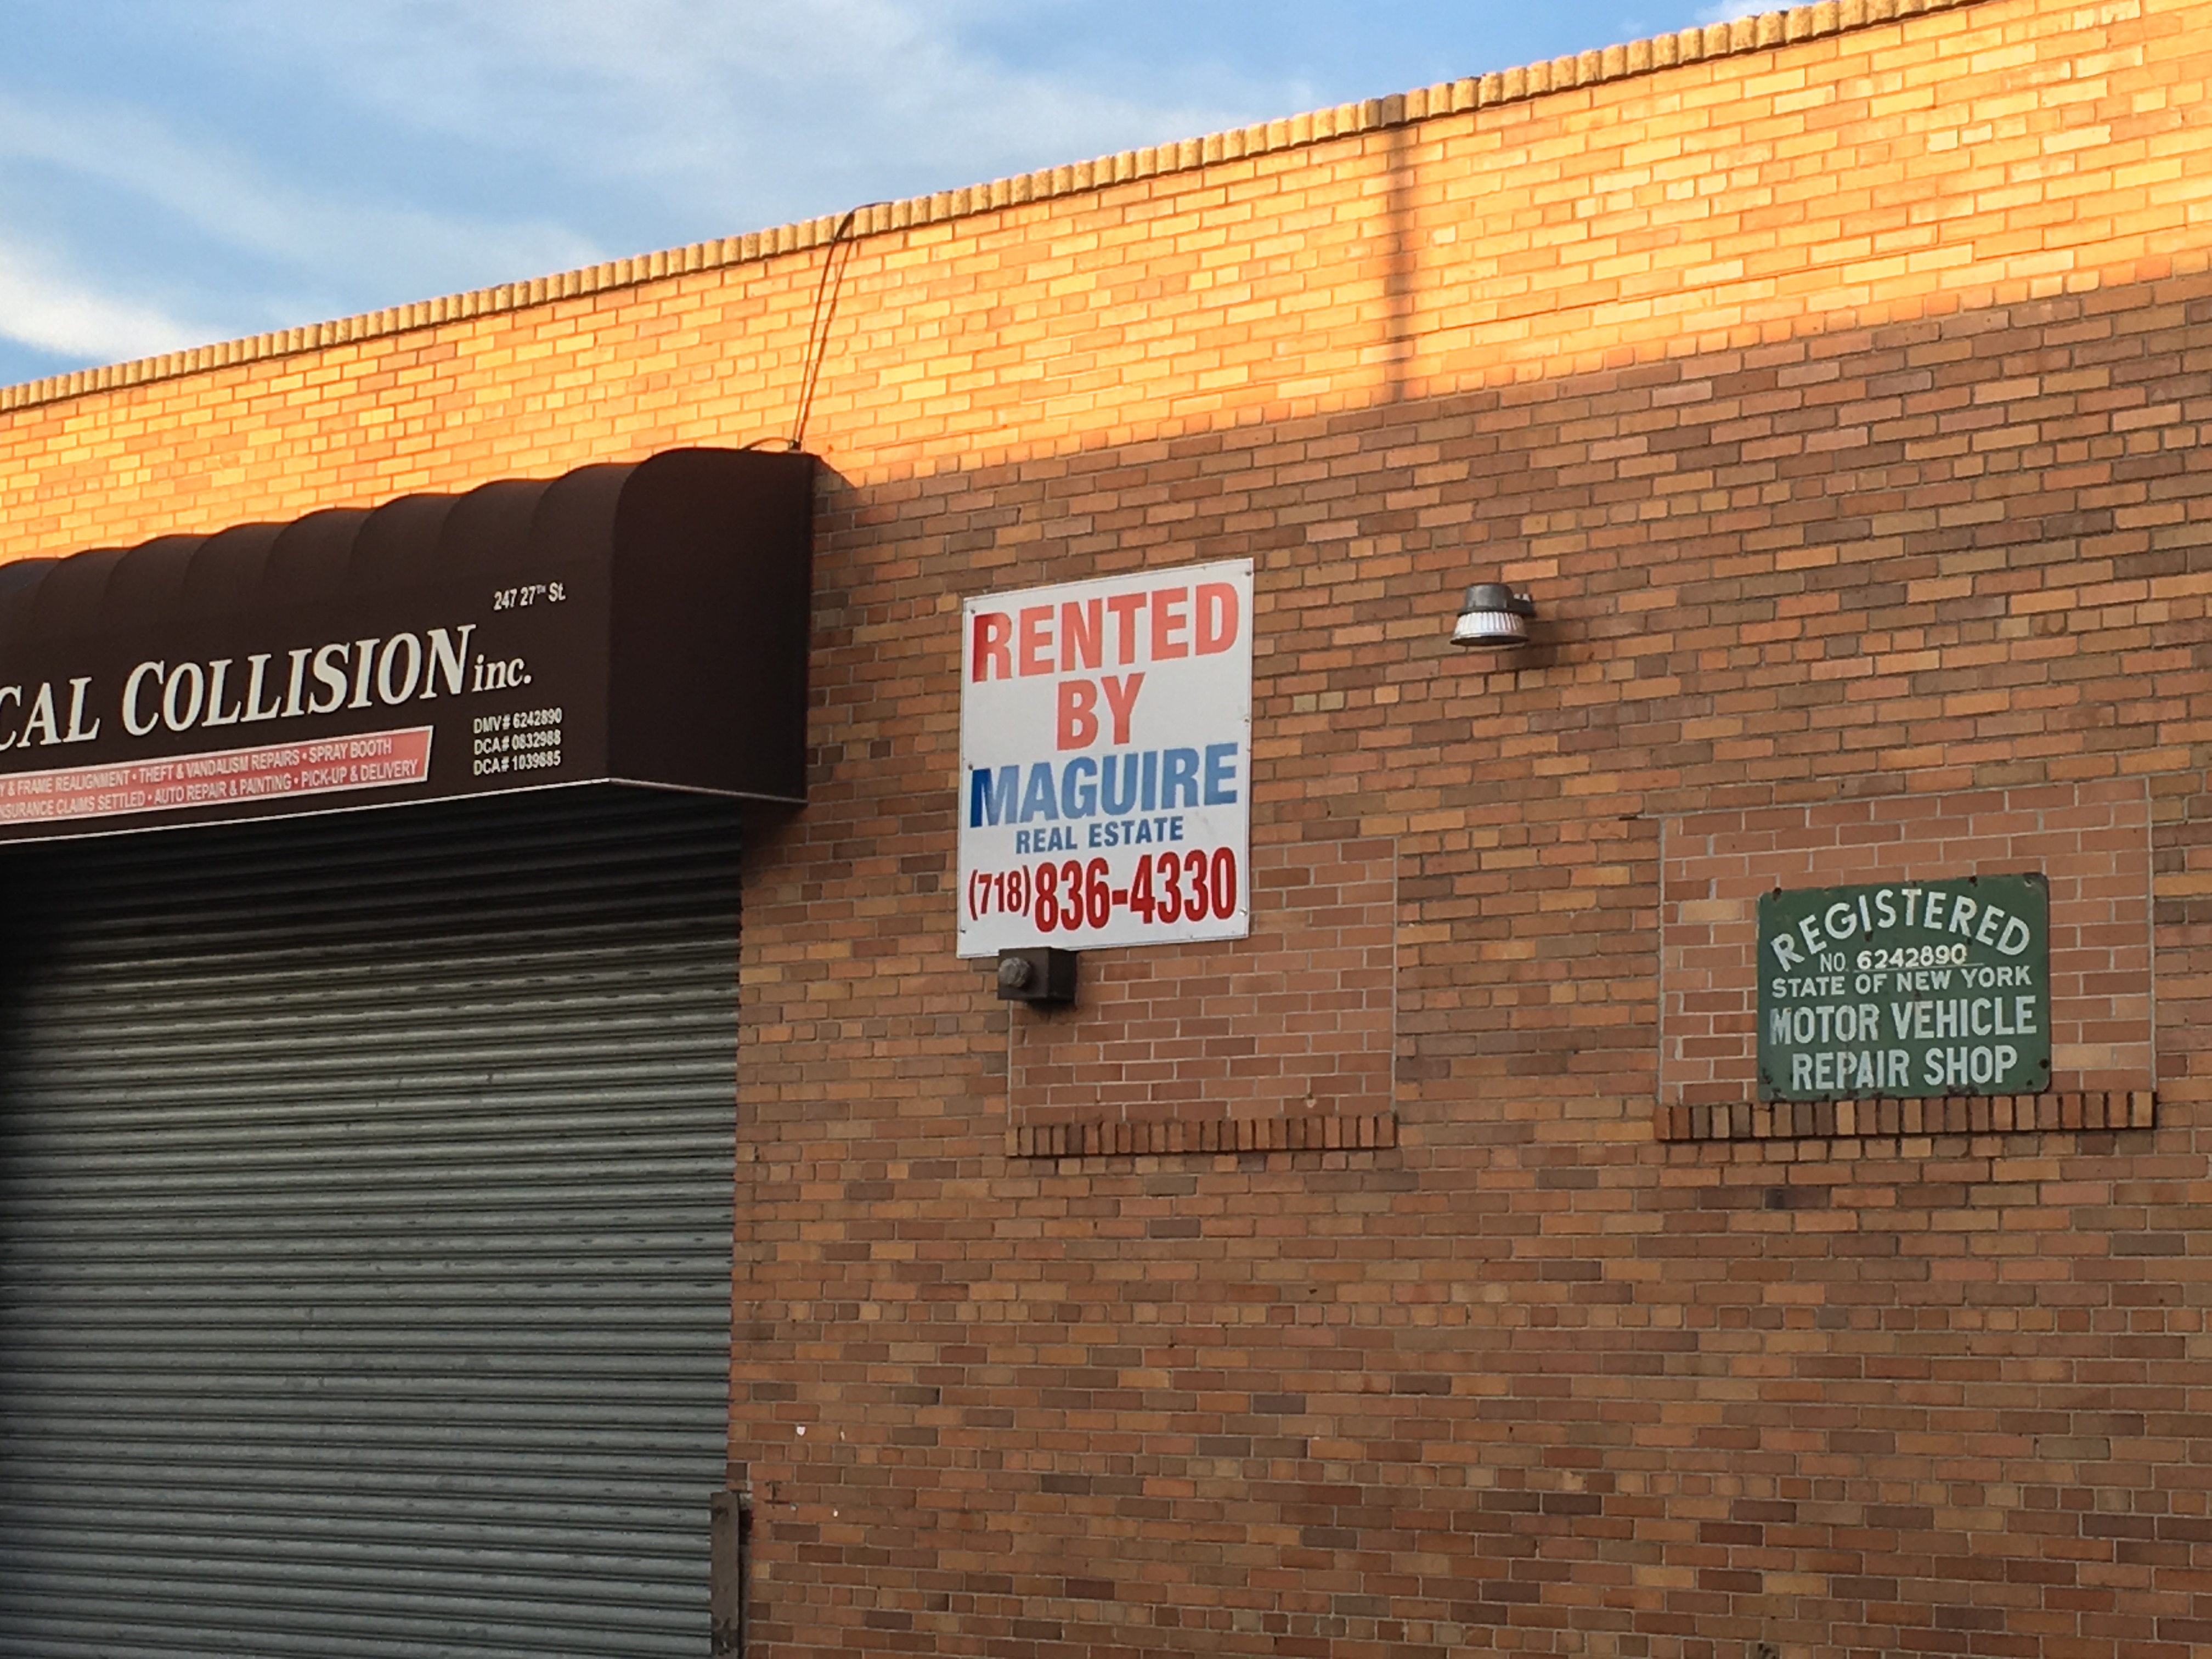 247 27TH St.
CAL COLLISION inc.
Y & FRAME REALIGNMENT • THEFT & VANDALISM REPAIRS • SPRAY BOOTH
NSURANCE CLAIMS SETTLED • AUTO REPAIR & PAINTING • PICK-UP & DELIVERY
DMV# 6242890
DCA# 0832988
DCA# 1039885
RENTED
BY
MAGUIRE
REAL ESTATE
(718) 836-4330
REGISTERED
NO. 6242890
STATE OF NEW YORK
MOTOR VEHICLE
REPAIR SHOP